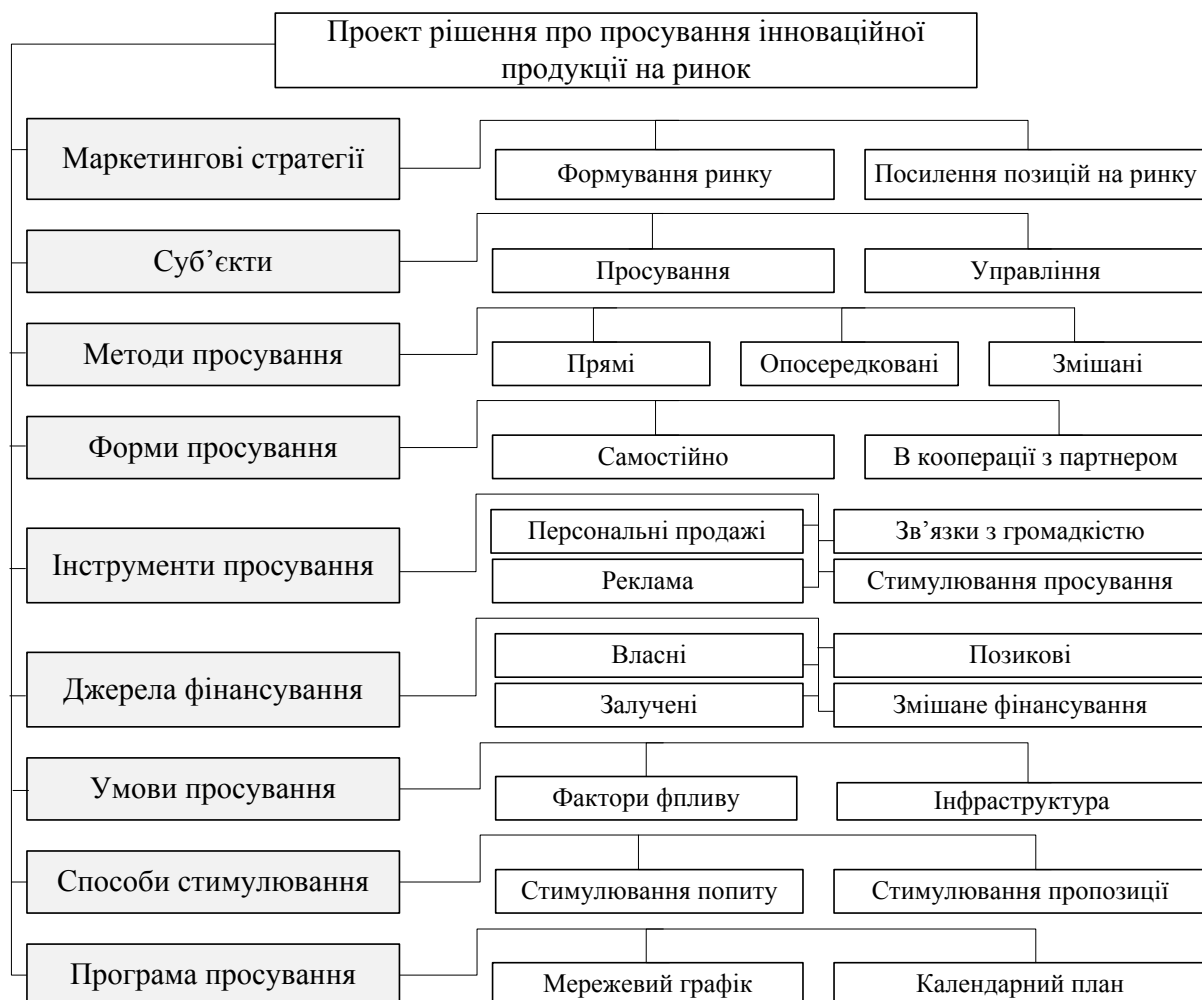 Проект рішення про просування інноваційної
продукції на ринок
Маркетингові стратегії
Формування ринку
Посилення позицій на ринку
Суб’єкти
Просування
Управління
Методи просування
Прямі
Опосередковані
Змішані
Форми просування
Самостійно
В кооперації з партнером
Інструменти просування
Персональні продажі
Зв’язки з громадкістю
Реклама
Стимулювання просування
Джерела фінансування
Власні
Позикові
Залучені
Змішане фінансування
Умови просування
Фактори фпливу
Інфраструктура
Способи стимулювання
Стимулювання попиту
Стимулювання пропозиції
Програма просування
Мережевий графік
Календарний план